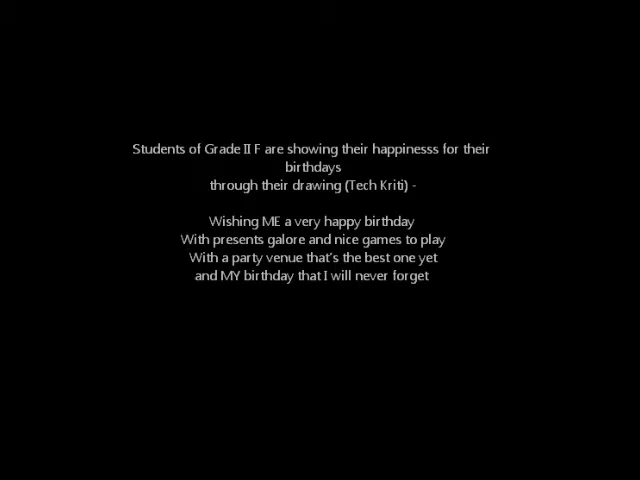 Students of Grade II F are showing their happinesss for their
birthdays
through their drawing (Tech Kriti) -
Wishing ME a very happy birthday
With presents galore and nice games to play
With a party venue that's the best one yet
and MY birthday that I will never forget